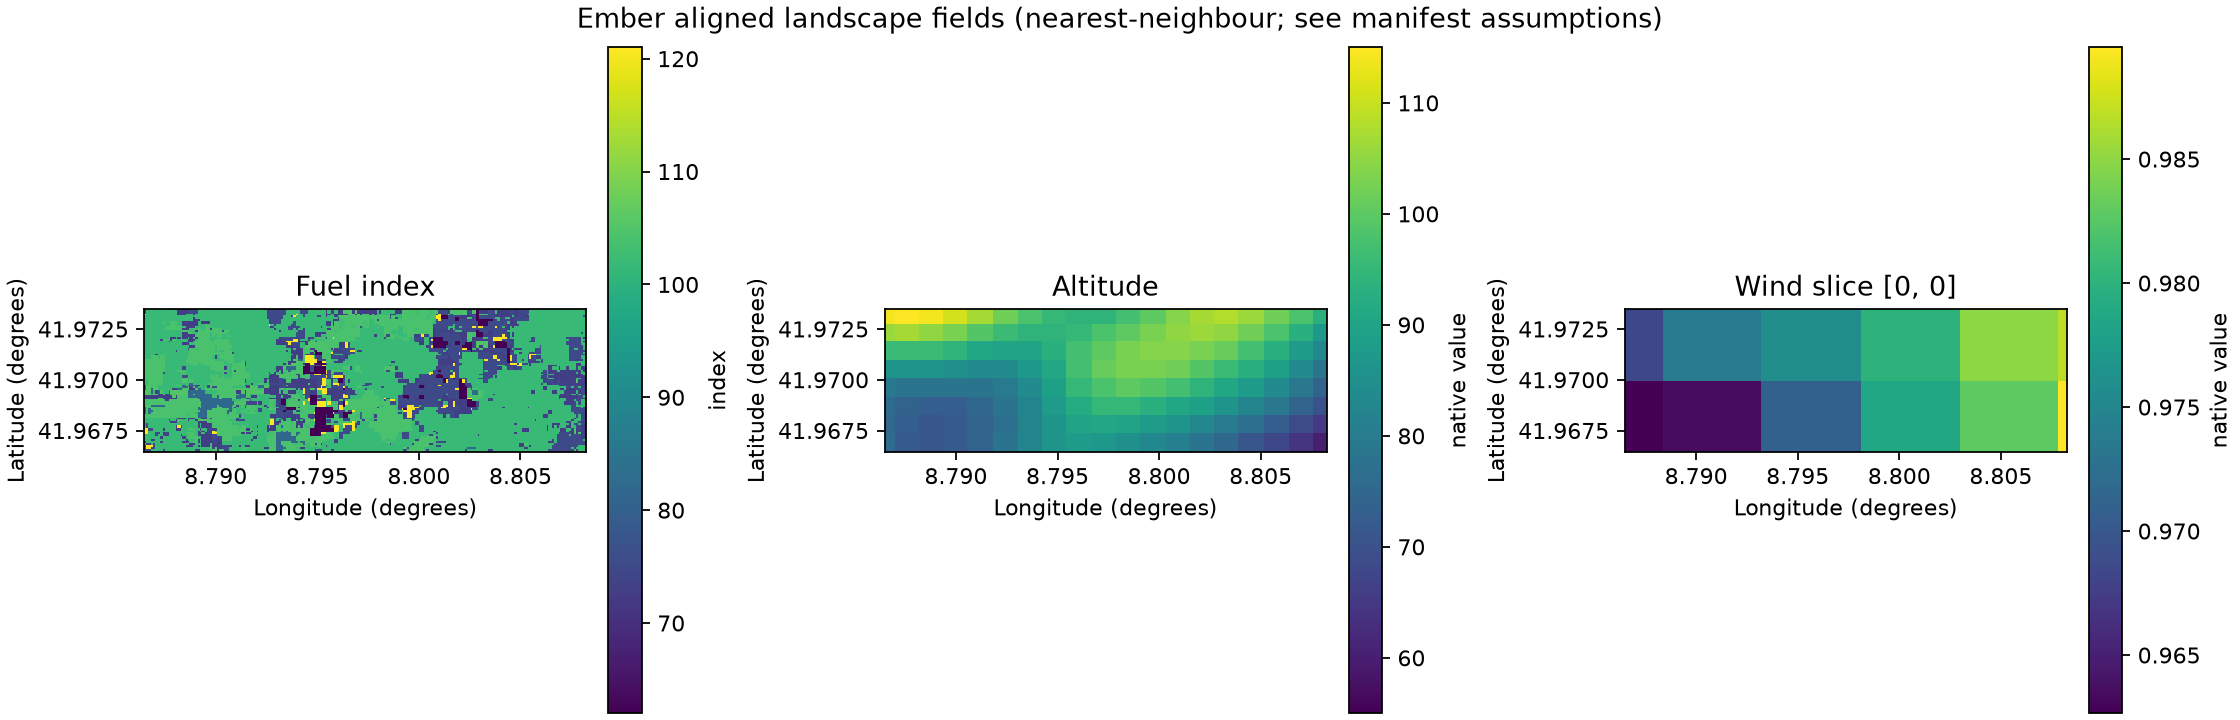 Ember aligned landscape fields (nearest-neighbour; see manifest assumptions)
Fuel index
Latitude (degrees)
41.9725
41.9700
41.9675
8.790 8.795 8.800 8.805
Longitude (degrees)
120
110
100
90
80
70
index
Altitude
Latitude (degrees)
41.9725
41.9700
41.9675
8.790 8.795 8.800 8.805
Longitude (degrees)
110
100
90
80
70
60
native value
Wind slice [0, 0]
Latitude (degrees)
41.9725
41.9700
41.9675
8.790 8.795 8.800 8.805
Longitude (degrees)
0.985
0.980
0.975
0.970
0.965
native value